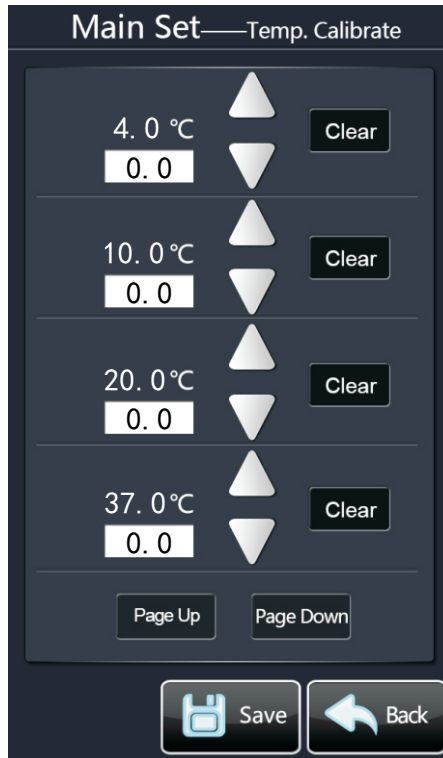 Main Set——Temp. Calibrate
4.0 ℃
Clear
0.0
10.0℃
Clear
0.0
20.0℃
Clear
0.0
37.0℃
Clear
0.0
Page Up Page Down
Save Back